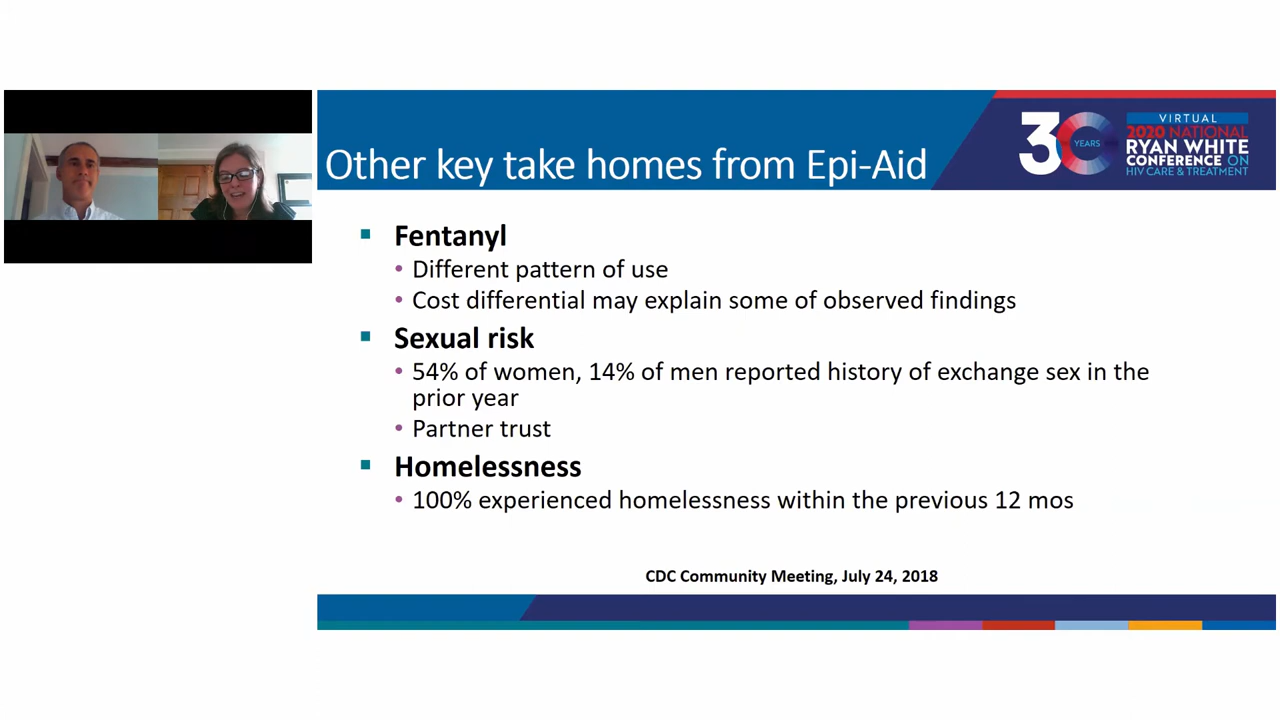 Other key take homes from Epi-Aid
30
YEARS
VIRTUAL
2020 NATIONAL
RYAN WHITE
CONFERENCE ON
HIV CARE & TREATMENT
Fentanyl
Different pattern of use
Cost differential may explain some of observed findings
Sexual risk
54% of women, 14% of men reported history of exchange sex in the
prior year
Partner trust
Homelessness
100% experienced homelessness within the previous 12 mos
CDC Community Meeting, July 24, 2018